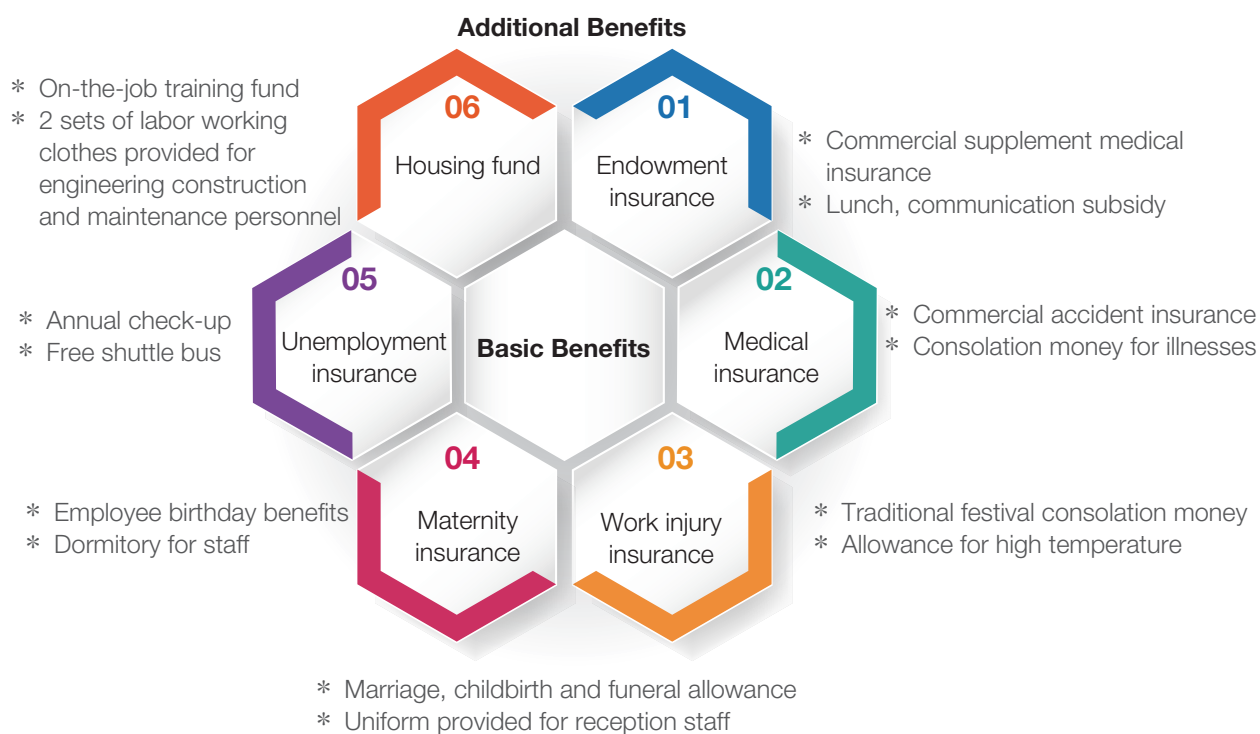 Additional Benefits
* On-the-job training fund
* 2 sets of labor working
clothes provided for
engineering construction
and maintenance personnel
06
Housing fund
01
Endowment
insurance
* Commercial supplement medical
insurance
* Lunch, communication subsidy
05
Unemployment
insurance
* Annual check-up
* Free shuttle bus
Basic Benefits
02
Medical
insurance
* Commercial accident insurance
* Consolation money for illnesses
04
Maternity
insurance
* Employee birthday benefits
* Dormitory for staff
03
Work injury
insurance
* Traditional festival consolation money
* Allowance for high temperature
* Marriage, childbirth and funeral allowance
* Uniform provided for reception staff